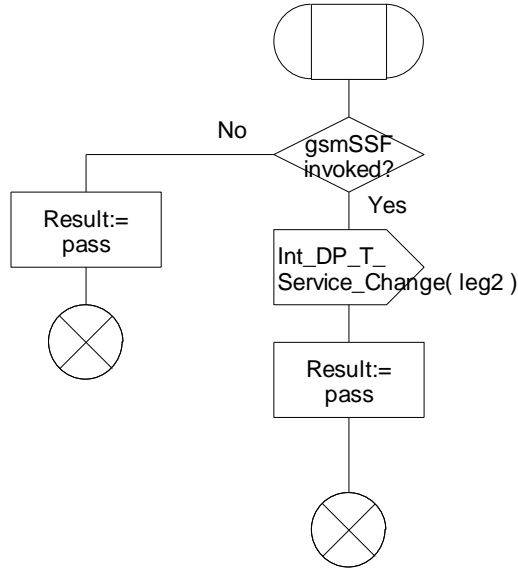 No
gsmSSF
invoked?
Yes
Result:=
pass
Int_DP_T_
Service_Change( leg2 )
Result:=
pass